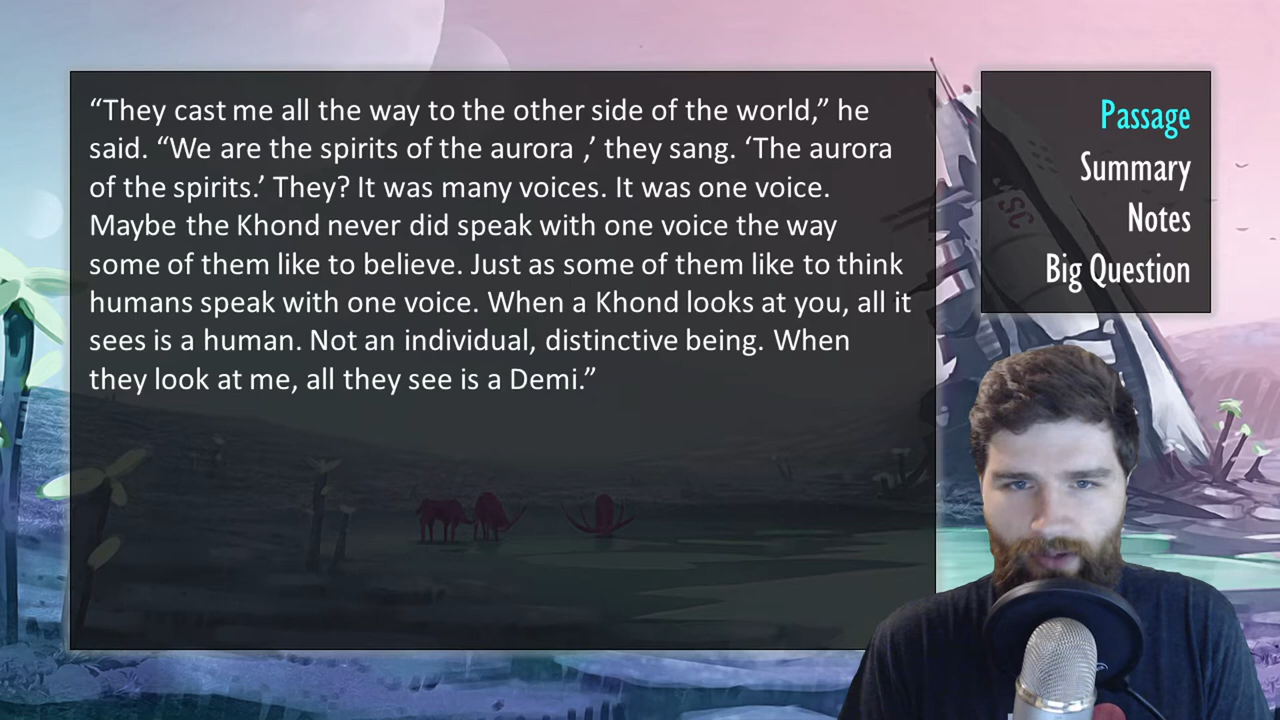 “They cast me all the way to the other side of the world,” he
said. “We are the spirits of the aurora ,’ they sang. ‘The aurora
of the spirits.’ They? It was many voices. It was one voice.
Maybe the Khond never did speak with one voice the way
some of them like to believe. Just as some of them like to think
humans speak with one voice. When a Khond looks at you, all it
sees is a human. Not an individual, distinctive being. When
they look at me, all they see is a Demi.”
Passage
Summary
Notes
Big Question
SC